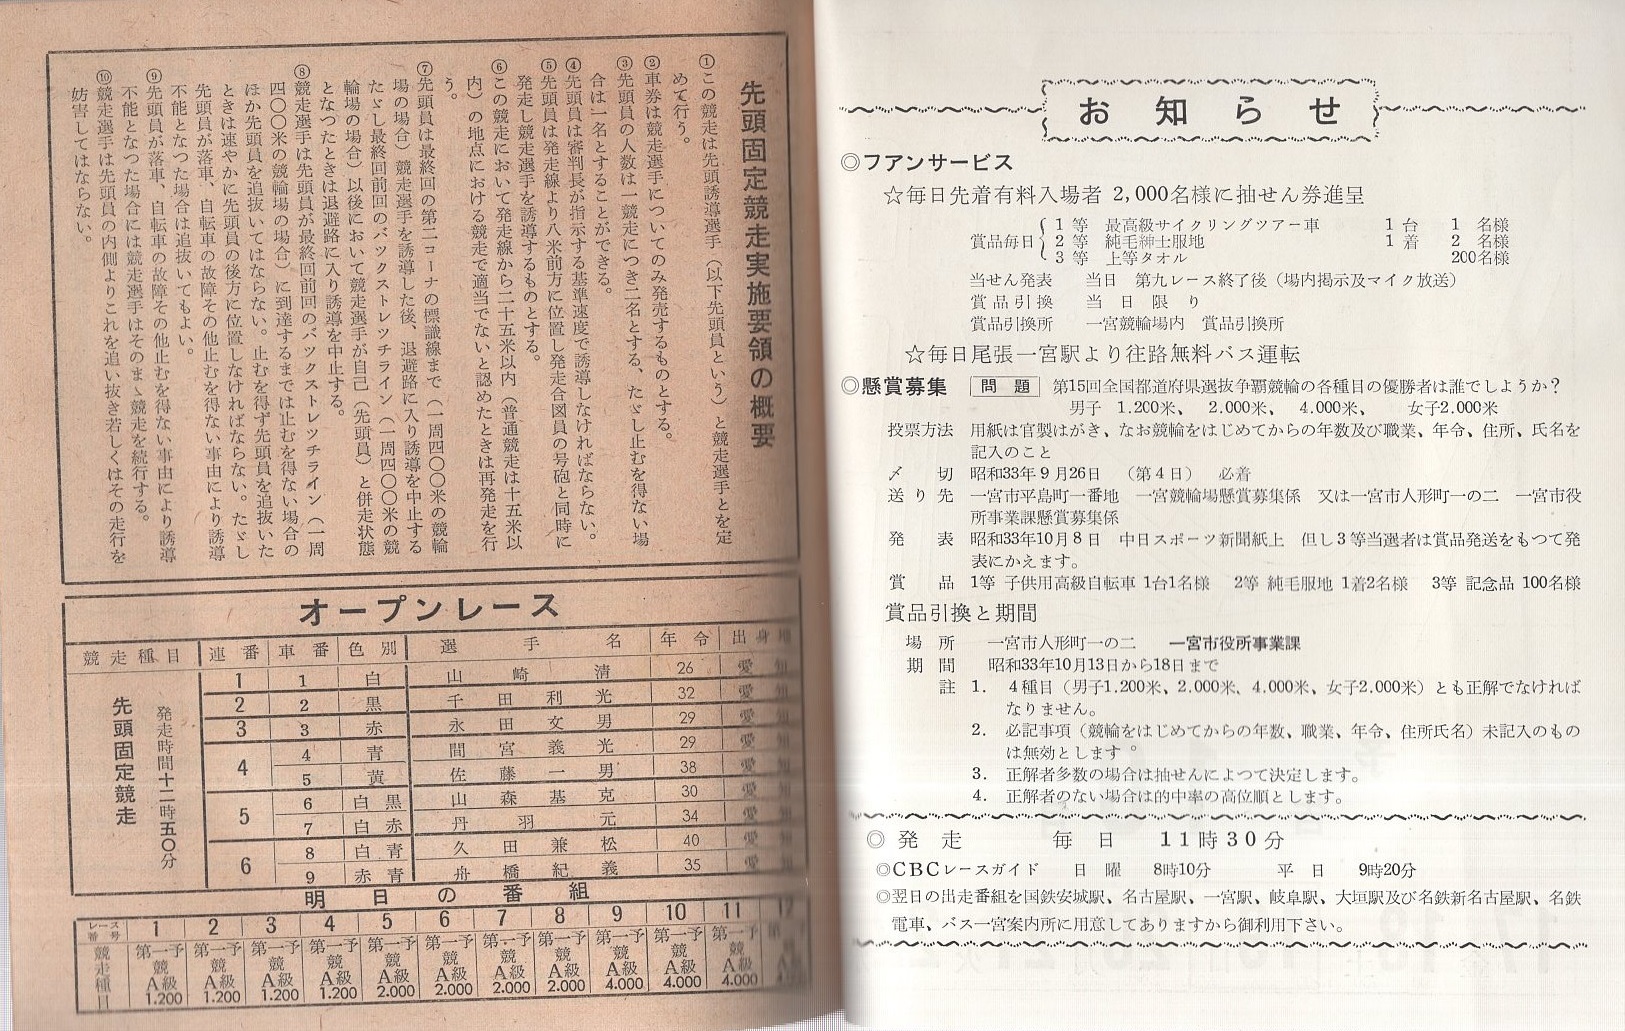 先頭固定競走実施要領の概要
①この競走は先頭誘導選手（以下先頭員という）と競走選手とを定
めて行う。
②車券は競走選手についてのみ発売するものとする。
③先頭員の人数は一競走につき二名とする、たゞし止むを得ない場
合は一名とすることができる。
④先頭員は審判長が指示する基準速度で誘導しなければならない。
⑤先頭員は発走線より八米前方に位置し発走合図員の号砲と同時に
発走し競走選手を誘導するものとする。
⑥この競走において発走線から二十五米以内（普通競走は十五米以
内）の地点における競走で適当でないと認めたときは再発走を行
う。
⑦先頭員は最終回の第二コーナの標識線まで（一周四〇〇米の競輪
場の場合）競走選手を誘導した後、退避路に入り誘導を中止する
たゞし最終回前回のバックストレッチライン（一周四〇〇米の競
輪場の場合）以後において競走選手が自己（先頭員）と併走状態
となつたときは退避路に入り誘導を中止する。
⑧競走選手は先頭員が最終回前回のバックストレツチライン（一周
四〇〇米の競輪場の場合）に到達するまでは止むを得ない場合の
ほか先頭員を追抜いてはならない。止むを得ず先頭員を追抜いた
ときは速やかに先頭員の後方に位置しなければならない。たゞし
先頭員が落車、自転車の故障その他止むを得ない事由により誘導
不能となつた場合は追抜いてもよい。
⑨先頭員が落車、自転車の故障その他止むを得ない事由により誘導
不能となつた場合には競走選手はそのまゝ競走を続行する。
⑩競走選手は先頭員の内側よりこれを追い抜き若しくはその走行を
妨害してはならない。
オープンレース
競走種目 連番 車番 色別 選手名 年令 出身地
先頭固定競走
発走時間十二時五〇分
1 1 白 山崎清 26 愛知
2 2 黒 千田利光 32 愛知
3 3 赤 永田文男 29 愛知
4 4 青 間宮義光 29 愛知
5 黄 佐藤一男 38 愛知
5 6 白黒 山森基克 30 愛知
7 白赤 丹羽元 34 愛知
6 8 白青 久田兼松 40 愛知
9 赤青 舟橋紀義 35 愛知
明日の番組
レース番号 1 2 3 4 5 6 7 8 9 10 11 12
競走種目 第一予 第一予 第一予 第一予 第一予 第一予 第一予 第一予 第一予 第一予 第一予
競 競 競 競 競 競 競 競 競 競 競
A級 A級 A級 A級 A級 A級 A級 A級 A級 A級 A級
1.200 1.200 1.200 1.200 2.000 2.000 2.000 2.000 4.000 4.000 4.000
お知らせ
◎フアンサービス
☆毎日先着有料入場者 2,000名様に抽せん券進呈
賞品毎日 1等 最高級サイクリングツアー車 1台 1名様
2等 純毛紳士服地 1着 2名様
3等 上等タオル 200名様
当せん発表 当日 第九レース終了後（場内掲示及マイク放送）
賞品引換 当日限り
賞品引換所 一宮競輪場内 賞品引換所
☆毎日尾張一宮駅より往路無料バス運転
◎懸賞募集 問題 第15回全国都道府県選抜争覇競輪の各種目の優勝者は誰でしようか？
男子 1.200米、 2.000米、 4.000米、 女子2.000米
投票方法 用紙は官製はがき、なお競輪をはじめてからの年数及び職業、年令、住所、氏名を
記入のこと
〆切 昭和33年9月26日 （第4日） 必着
送り先 一宮市平島町一番地 一宮競輪場懸賞募集係 又は一宮市人形町一の二 一宮市役
所事業課懸賞募集係
発表 昭和33年10月8日 中日スポーツ新聞紙上 但し3等当選者は賞品発送をもつて発
表にかえます。
賞品 1等 子供用高級自転車 1台1名様 2等 純毛服地 1着2名様 3等 記念品 100名様
賞品引換と期間
場所 一宮市人形町一の二 一宮市役所事業課
期間 昭和33年10月13日から18日まで
註 1. 4種目（男子1.200米、2.000米、4.000米、女子2.000米）とも正解でなければ
なりません。
2. 必記事項（競輪をはじめてからの年数、職業、年令、住所氏名）未記入のもの
は無効とします。
3. 正解者多数の場合は抽せんによつて決定します。
4. 正解者のない場合は的中率の高位順とします。
◎発走 毎日 11時30分
◎CBCレースガイド 日曜 8時10分 平日 9時20分
◎翌日の出走番組を国鉄安城駅、名古屋駅、一宮駅、岐阜駅、大垣駅及び名鉄新名古屋駅、名鉄
電車、バス一宮案内所に用意してありますから御利用下さい。